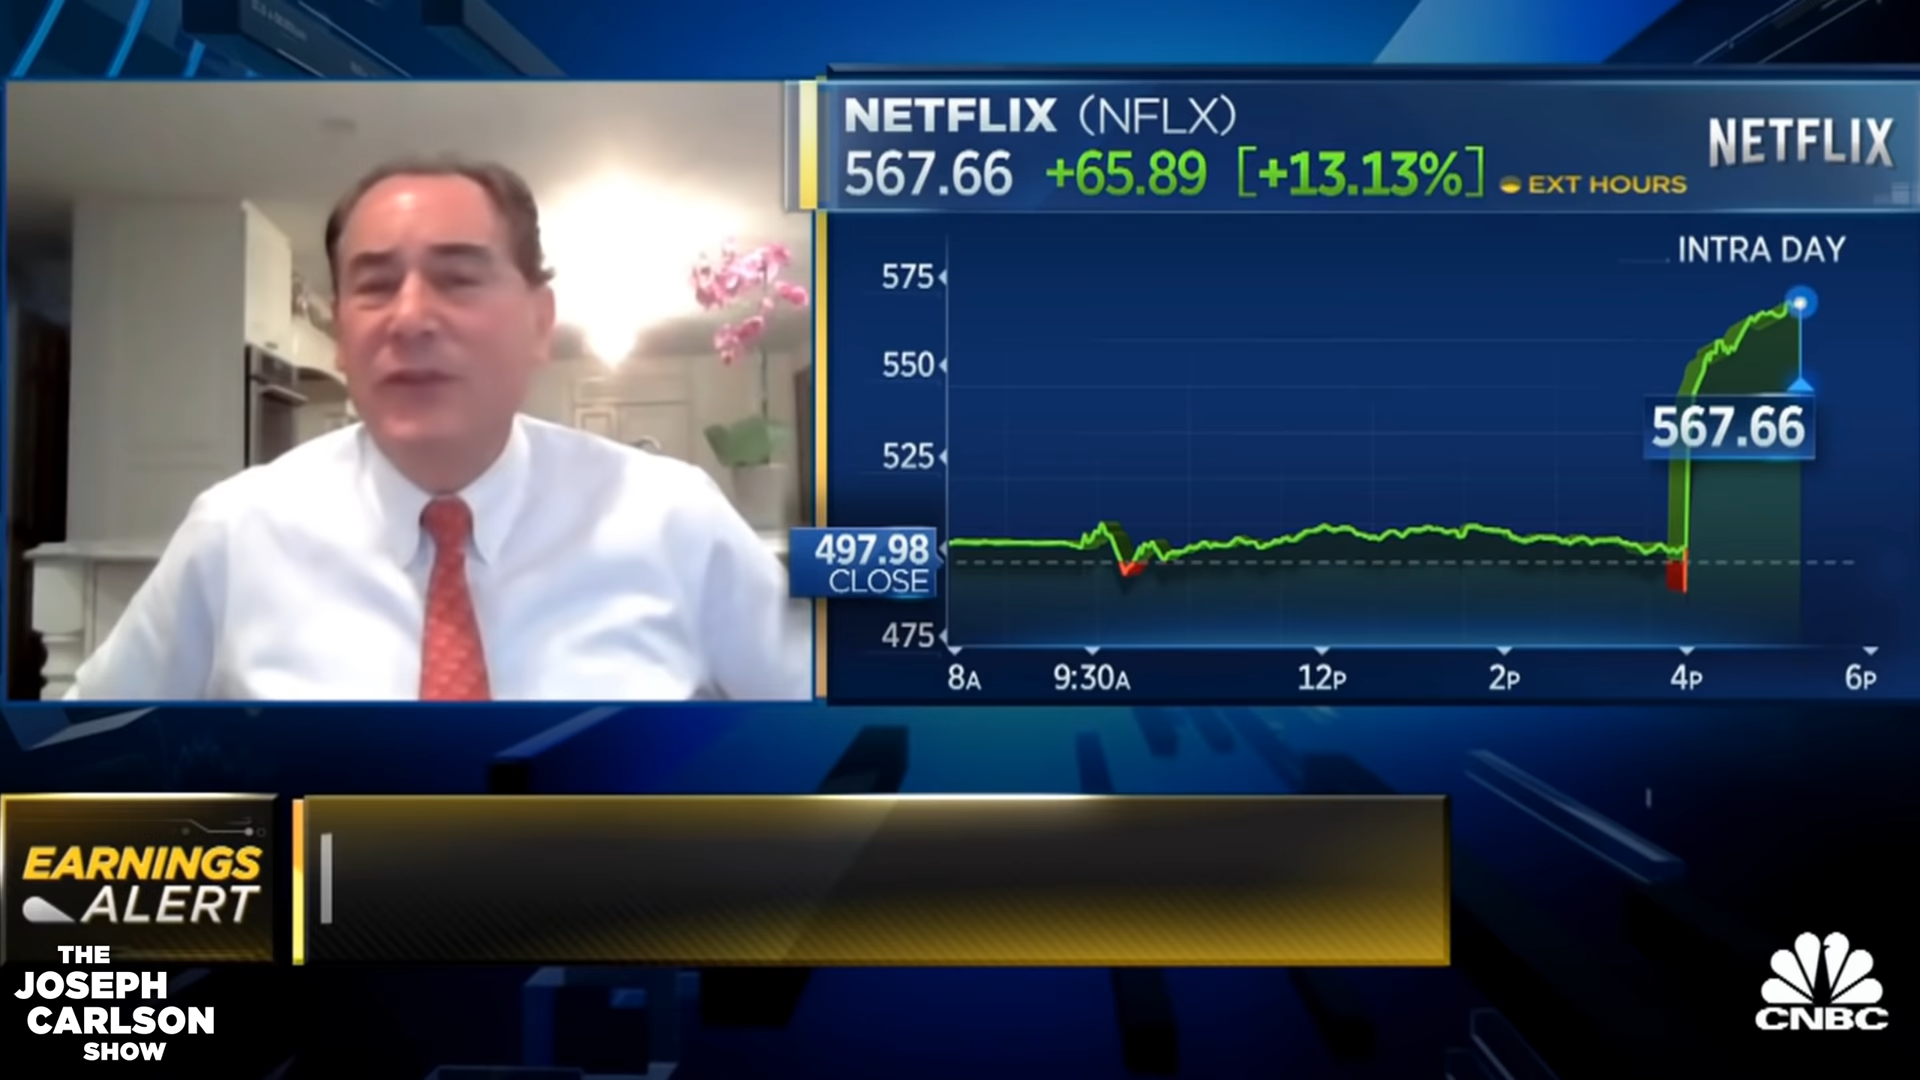 NETFLIX (NFLX)
567.66 +65.89 [+13.13%] EXT HOURS
NETFLIX
INTRA DAY
575
550
525
497.98
CLOSE
475
567.66
8A 9:30A 12P 2P 4P 6P
EARNINGS
ALERT
THE
JOSEPH
CARLSON
SHOW
CNBC